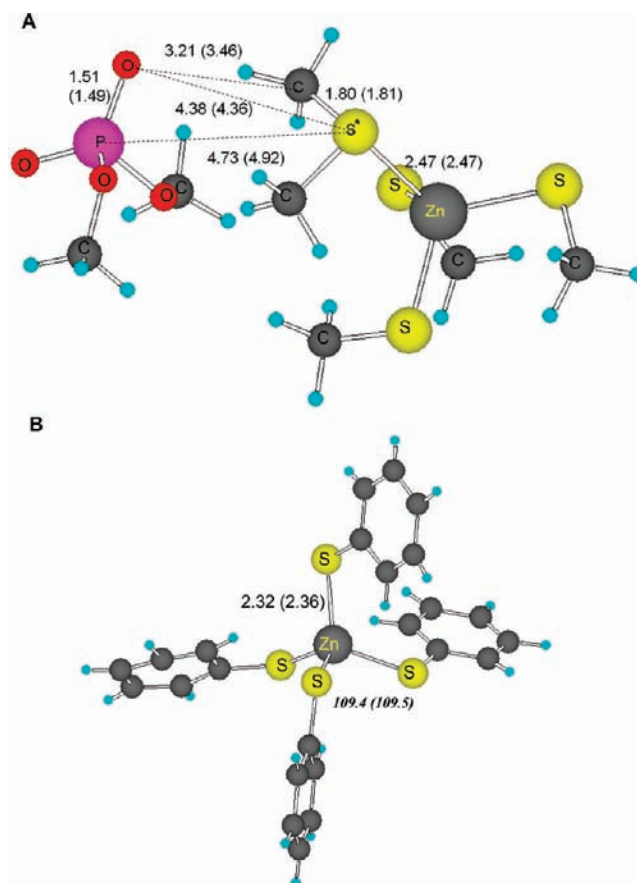 A
3.21 (3.46)
O
1.51
(1.49)
C
1.80 (1.81)
4.38 (4.36)
P
S*
4.73 (4.92)
2.47 (2.47)
O
O
O
C
C
S
S
Zn
C
C
C
C
S
B
S
2.32 (2.36)
Zn
S
S
S
109.4 (109.5)